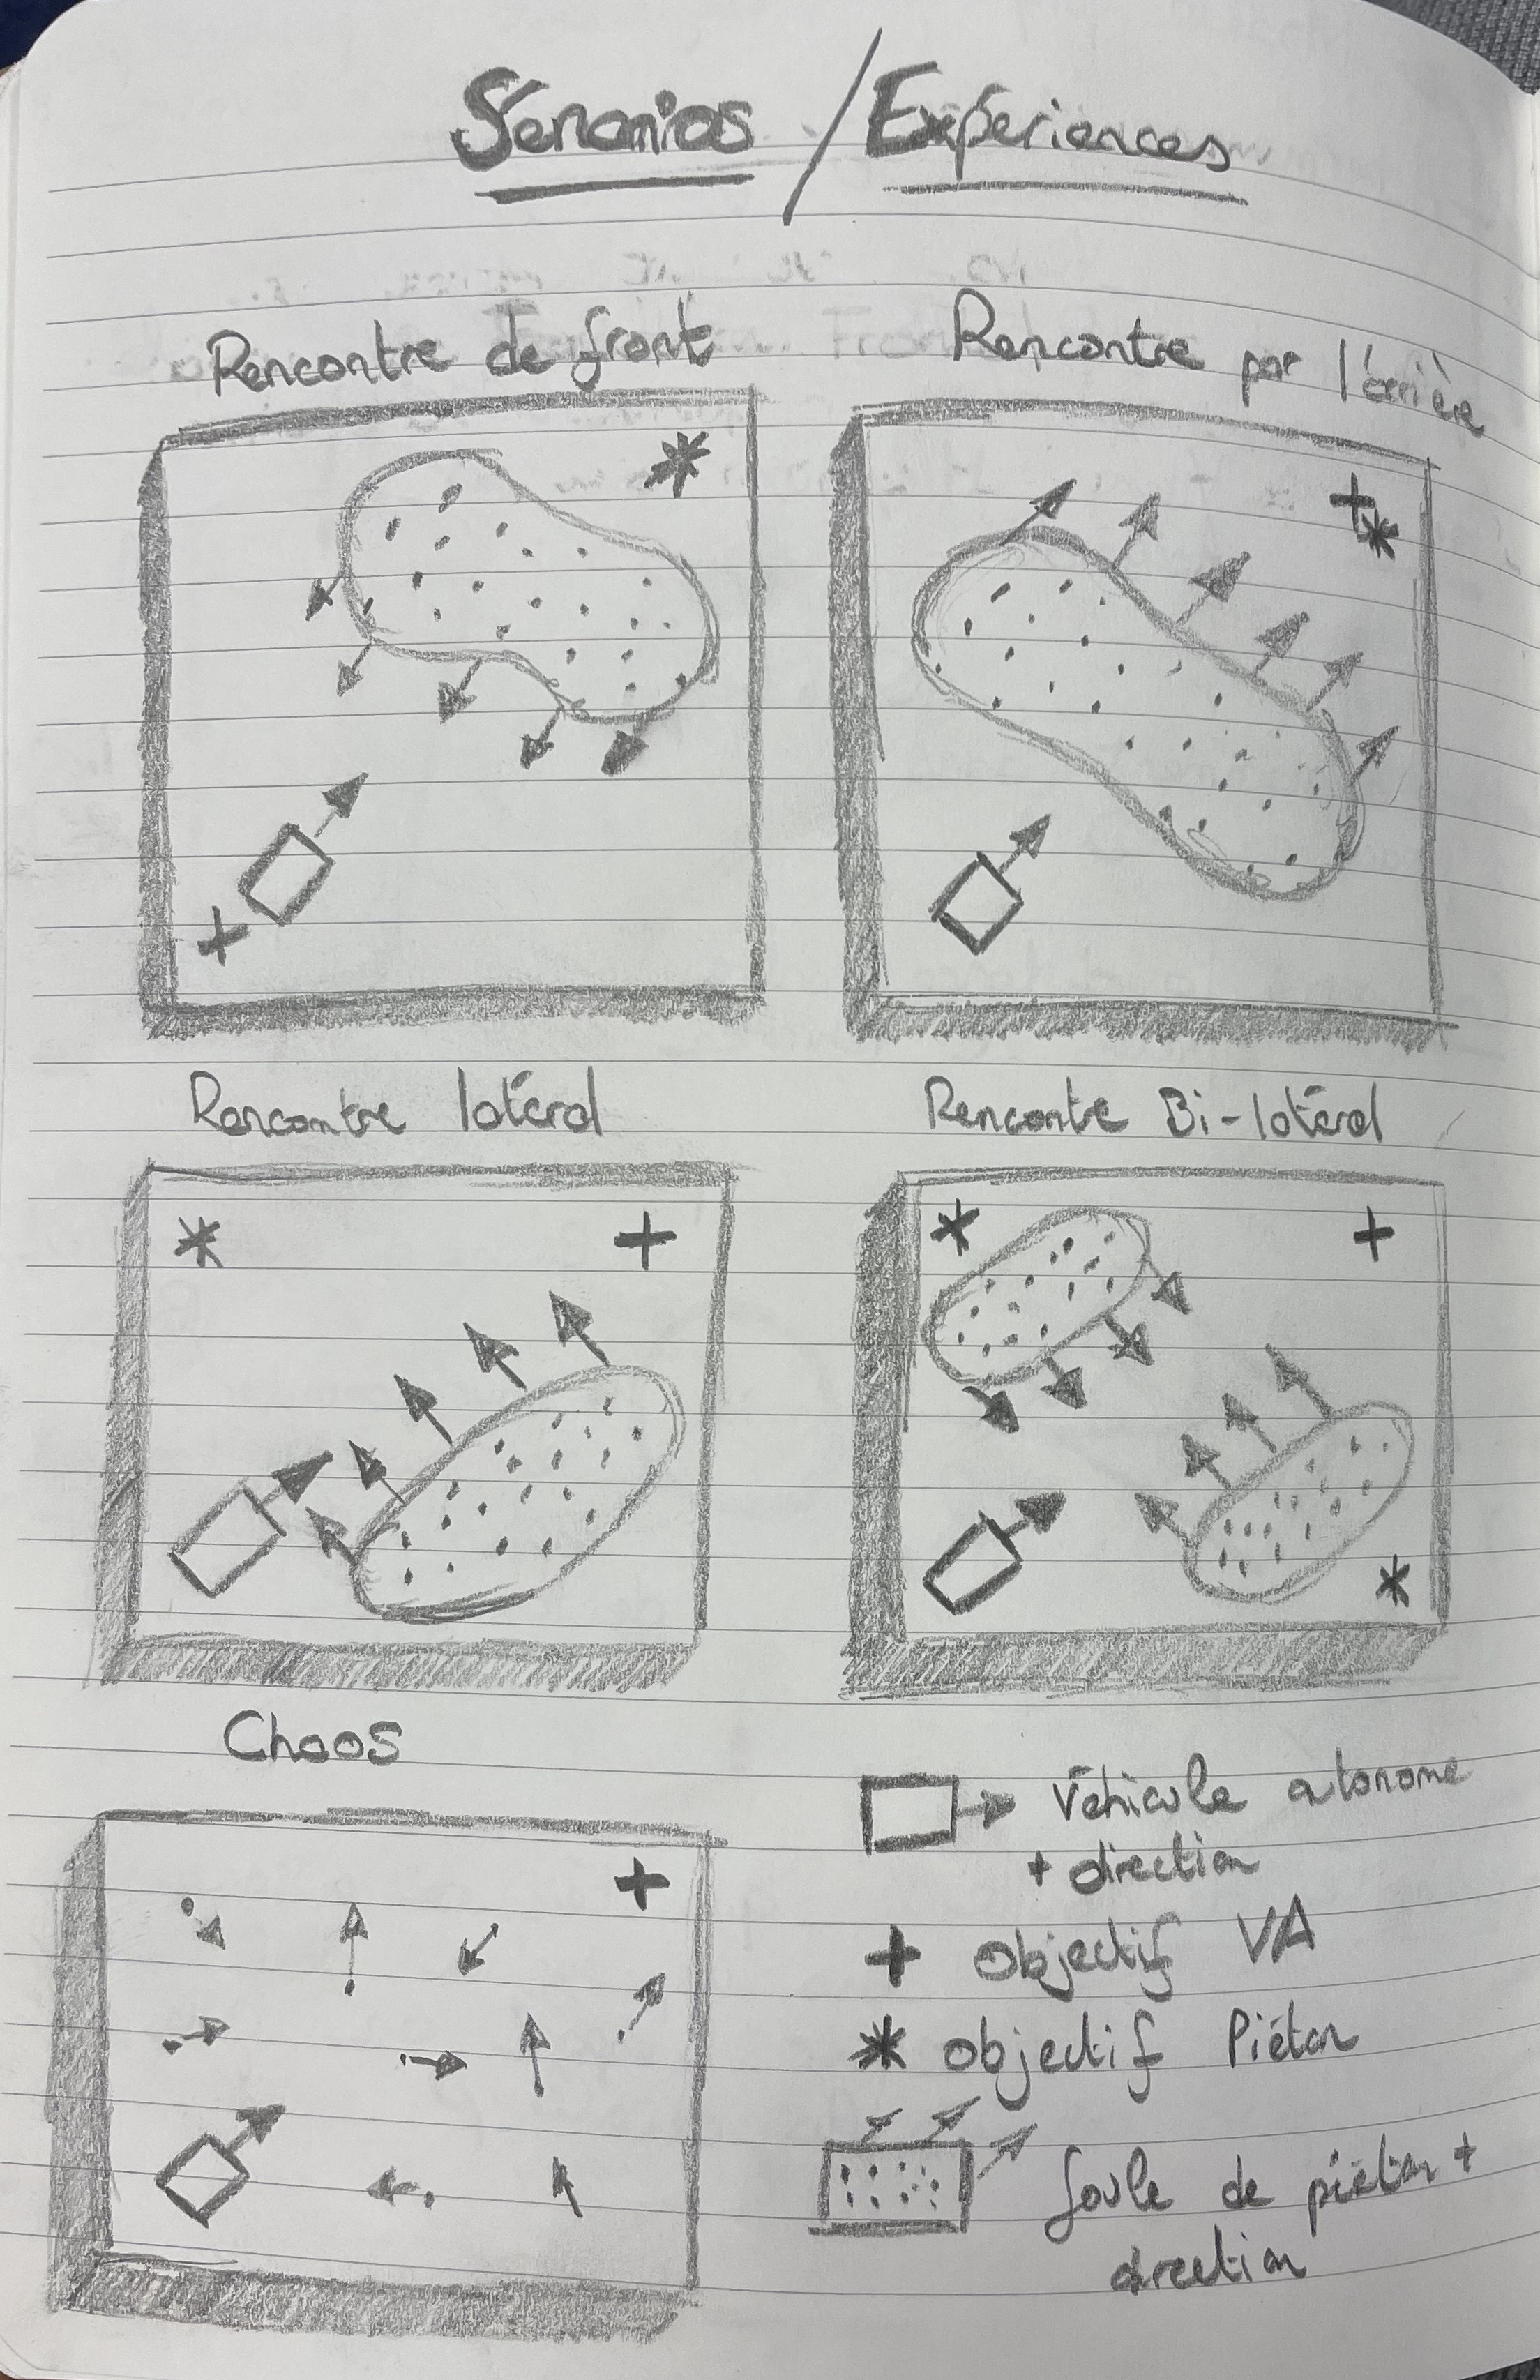 Sénarios / Expériences
Rencontre de front
Rencontre par l'arrière
Rencontre latéral
Rencontre Bi-latéral
Chaos
Véhicule autonome
+ direction
+ Objectif VA
* Objectif Piéton
foule de piéton +
direction